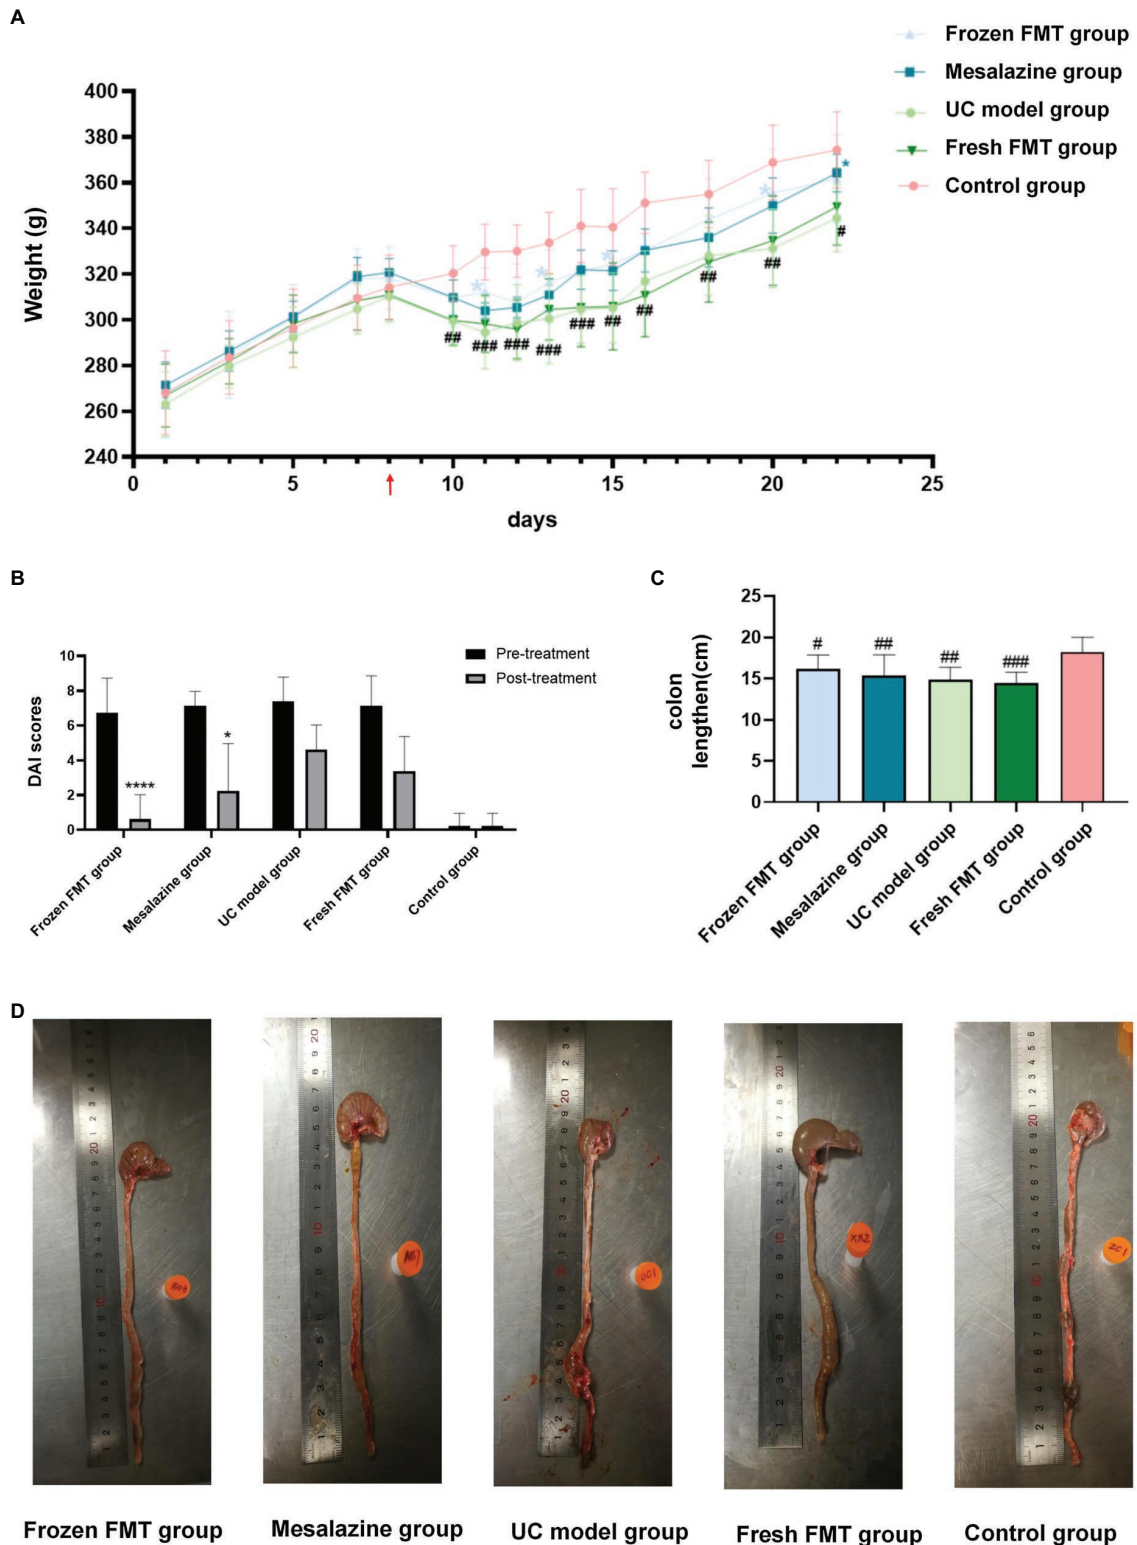 A
Frozen FMT group
Mesalazine group
UC model group
Fresh FMT group
Control group
Weight (g)
400
380
360
340
320
300
280
260
240
0
5
10
15
20
25
days
*
*
*
*
*
##
###
###
###
###
##
##
##
##
#
B
DAI scores
10
8
6
4
2
0
Pre-treatment
Post-treatment
****
*
Frozen FMT group
Mesalazine group
UC model group
Fresh FMT group
Control group
C
colon
lengthen(cm)
25
20
15
10
5
0
#
##
##
###
Frozen FMT group
Mesalazine group
UC model group
Fresh FMT group
Control group
D
UC1
XX2
ZC1
Frozen FMT group
Mesalazine group
UC model group
Fresh FMT group
Control group